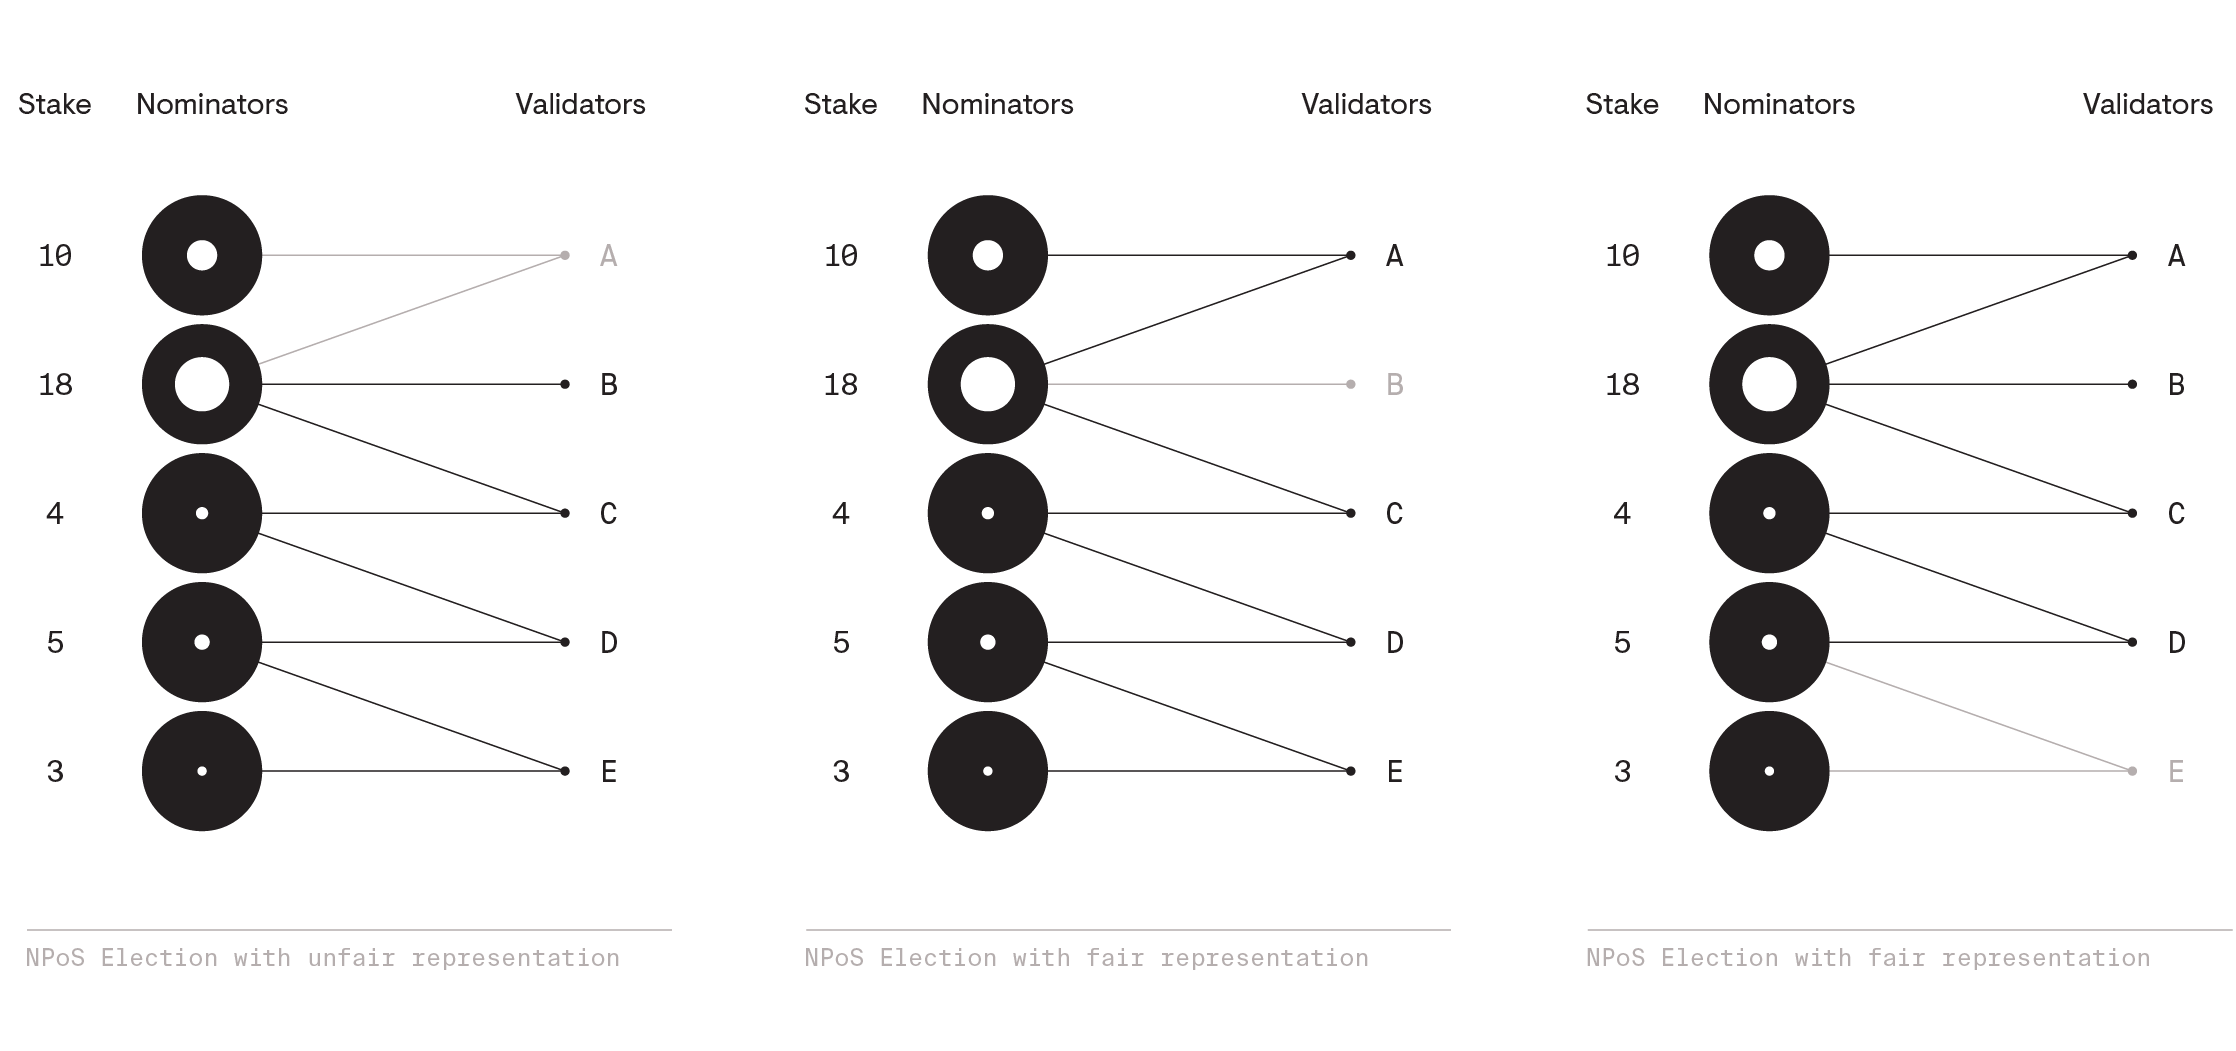 Stake Nominators Validators
10 A
18 B
4 C
5 D
3 E
NPoS Election with unfair representation
Stake Nominators Validators
10 A
18 B
4 C
5 D
3 E
NPoS Election with fair representation
Stake Nominators Validators
10 A
18 B
4 C
5 D
3 E
NPoS Election with fair representation